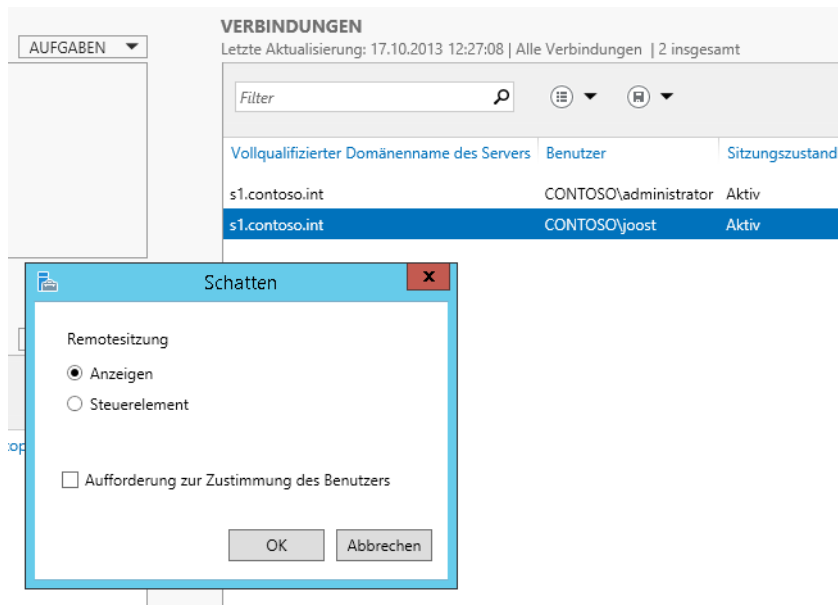 VERBINDUNGEN
AUFGABEN
Letzte Aktualisierung: 17.10.2013 12:27:08 | Alle Verbindungen | 2 insgesamt
Filter
Vollqualifizierter Domänenname des Servers Benutzer Sitzungszustand
s1.contoso.int CONTOSO\administrator Aktiv
s1.contoso.int CONTOSO\joost Aktiv
Schatten
x
Remotesitzung
Anzeigen
Steuerelement
top
Aufforderung zur Zustimmung des Benutzers
OK Abbrechen